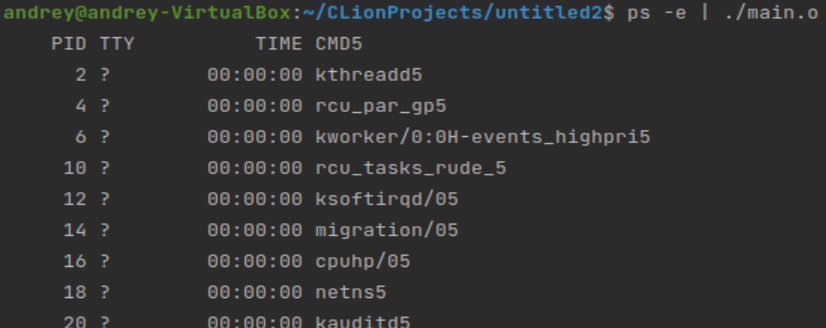 andrey@andrey-VirtualBox:~/CLionProjects/untitled2$ ps -e | ./main.o
    PID TTY          TIME CMD5
      2 ?        00:00:00 kthreadd5
      4 ?        00:00:00 rcu_par_gp5
      6 ?        00:00:00 kworker/0:0H-events_highpri5
     10 ?        00:00:00 rcu_tasks_rude_5
     12 ?        00:00:00 ksoftirqd/05
     14 ?        00:00:00 migration/05
     16 ?        00:00:00 cpuhp/05
     18 ?        00:00:00 netns5
     20 ?        00:00:00 kauditd5